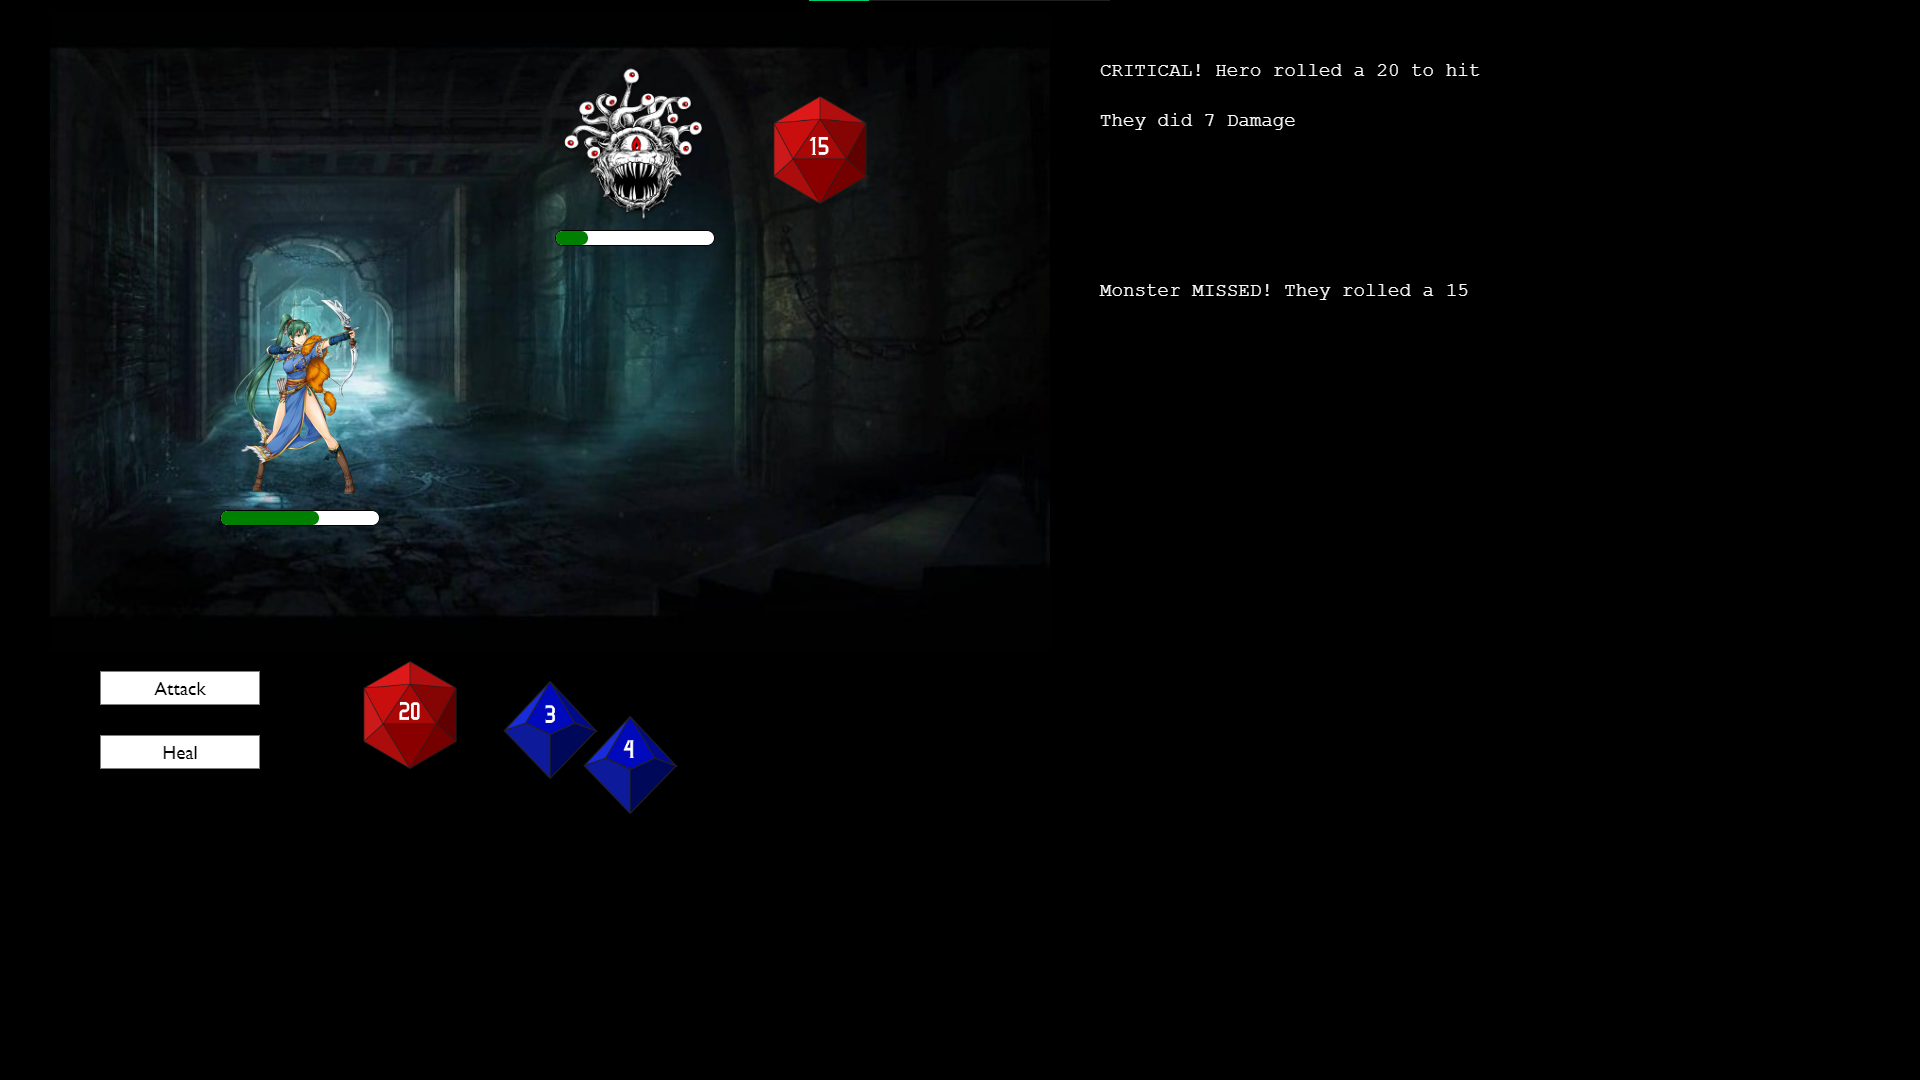 CRITICAL! Hero rolled a 20 to hit
They did 7 Damage
15
Monster MISSED! They rolled a 15
Attack
20
3
4
Heal